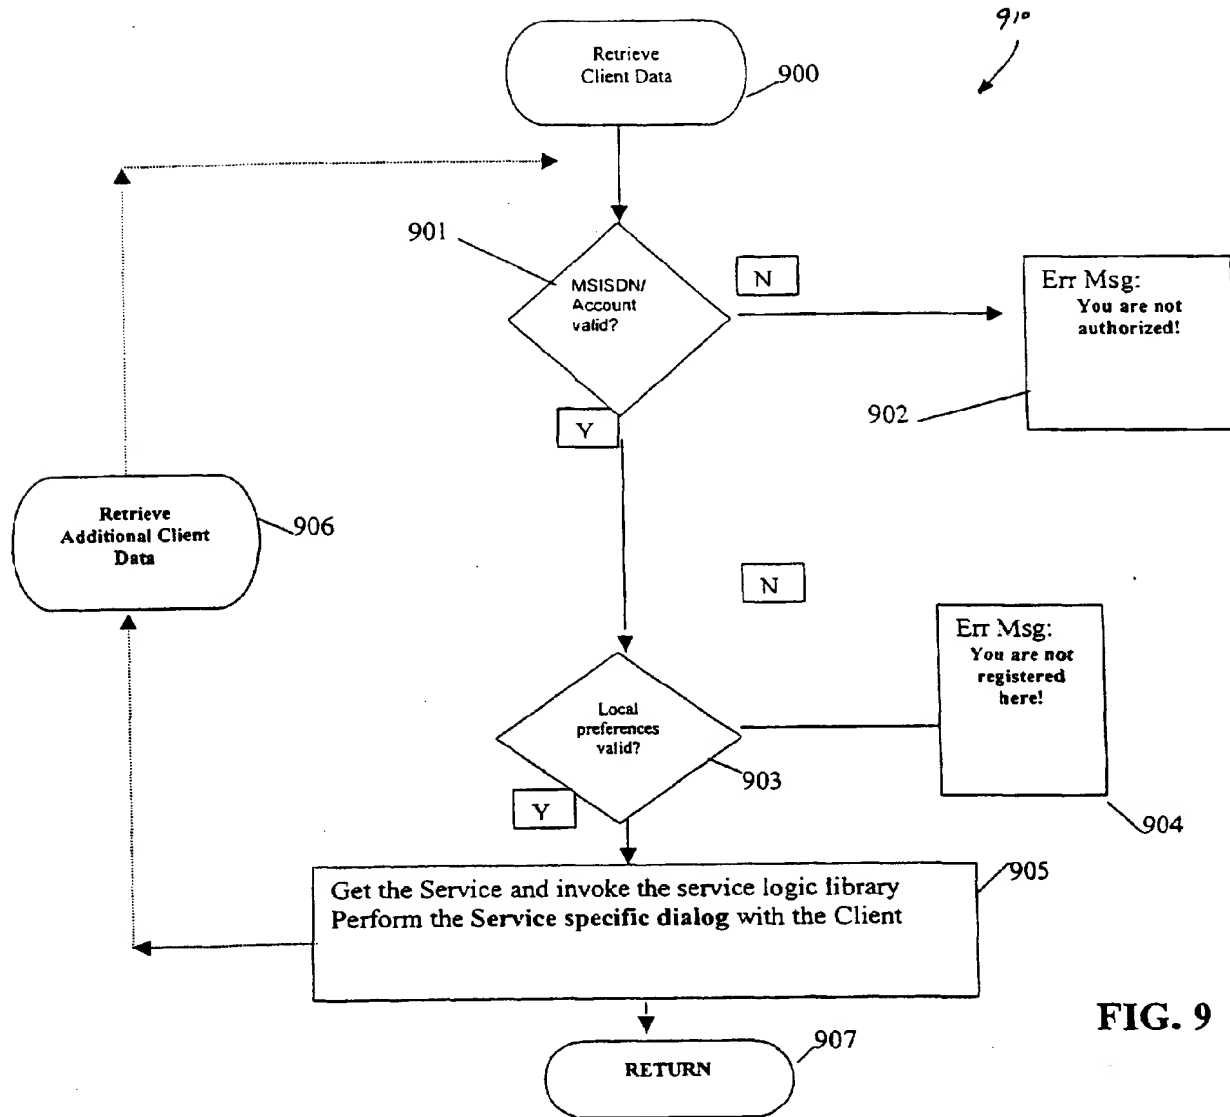 910
Retrieve
Client Data
900
901
MSISDN/
Account
valid?
N
Err Msg:
You are not
authorized!
902
Y
Retrieve
Additional Client
Data
906
N
Err Msg:
You are not
registered
here!
Local
preferences
valid?
903
904
Y
905
Get the Service and invoke the service logic library
Perform the Service specific dialog with the Client
FIG. 9
907
RETURN